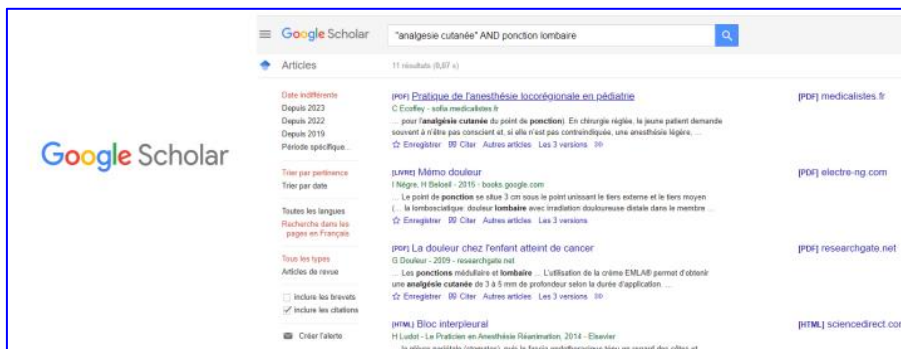 Google Scholar
Google Scholar
"analgesie cutanée" AND ponction lombaire
Articles
11 résultats (0,07 s)
Date indifférente
Depuis 2023
Depuis 2022
Depuis 2019
Période spécifique...
Trier par pertinence
Trier par date
Toutes les langues
Recherche dans les
pages en Français
Tous les types
Articles de revue
inclure les brevets
inclure les citations
Créer l'alerte
[PDF] Pratique de l'anesthésie locorégionale en pédiatrie
[PDF] medicalistes.fr
C Ecoffey - sofia.medicalistes.fr
... pour l'analgésie cutanée du point de ponction). En chirurgie réglée, le jeune patient demande
souvent à n'être pas conscient et, si elle n'est pas contreindiquée, une anesthésie légère, ...
Enregistrer Citer Autres articles Les 3 versions
[LIVRE] Mémo douleur
[PDF] electre-ng.com
I Nègre, H Beloeil - 2015 - books.google.com
... Le point de ponction se situe 3 cm sous le point unissant le tiers externe et le tiers moyen
(... la lombosciatique: douleur lombaire avec irradiation douloureuse distale dans le membre ...
Enregistrer Citer Autres articles Les 3 versions
[PDF] La douleur chez l'enfant atteint de cancer
[PDF] researchgate.net
G Douleur - 2009 - researchgate.net
... Les ponctions médullaire et lombaire ... L'utilisation de la crème EMLA® permet d'obtenir
une analgésie cutanée de 3 à 5 mm de profondeur selon la durée d'application. ...
Enregistrer Citer Autres articles Les 3 versions
[HTML] Bloc interpleural
[HTML] sciencedirect.com
H Ludot - Le Praticien en Anesthésie Réanimation, 2014 - Elsevier